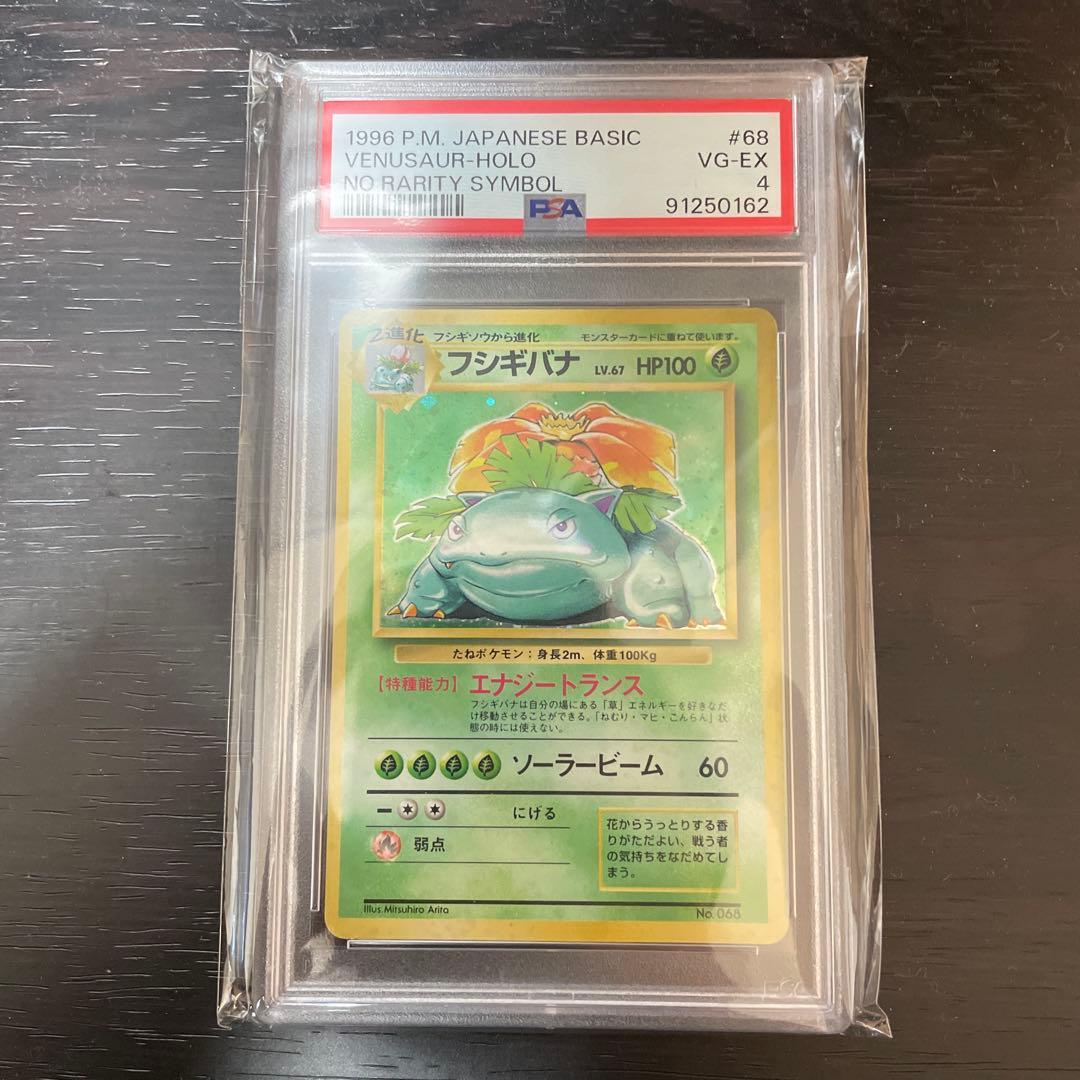 1996 P.M. JAPANESE BASIC #68
VENUSAUR-HOLO VG-EX
NO RARITY SYMBOL 4
PSA 91250162
2進化 フシギソウから進化 モンスターカードに重ねて使います。
フシギバナ LV.67 HP100
たねポケモン：身長2m、体重100Kg
【特種能力】エナジートランス
フシギバナは自分の場にある「草」エネルギーを好きなだ
け移動させることができる。「ねむり・マヒ・こんらん」状
態の時には使えない。
ソーラービーム 60
にげる
弱点
花からうっとりする香
りがただよい、戦う者
の気持ちをなだめてし
まう。
Illus. Mitsuhiro Arita No. 068